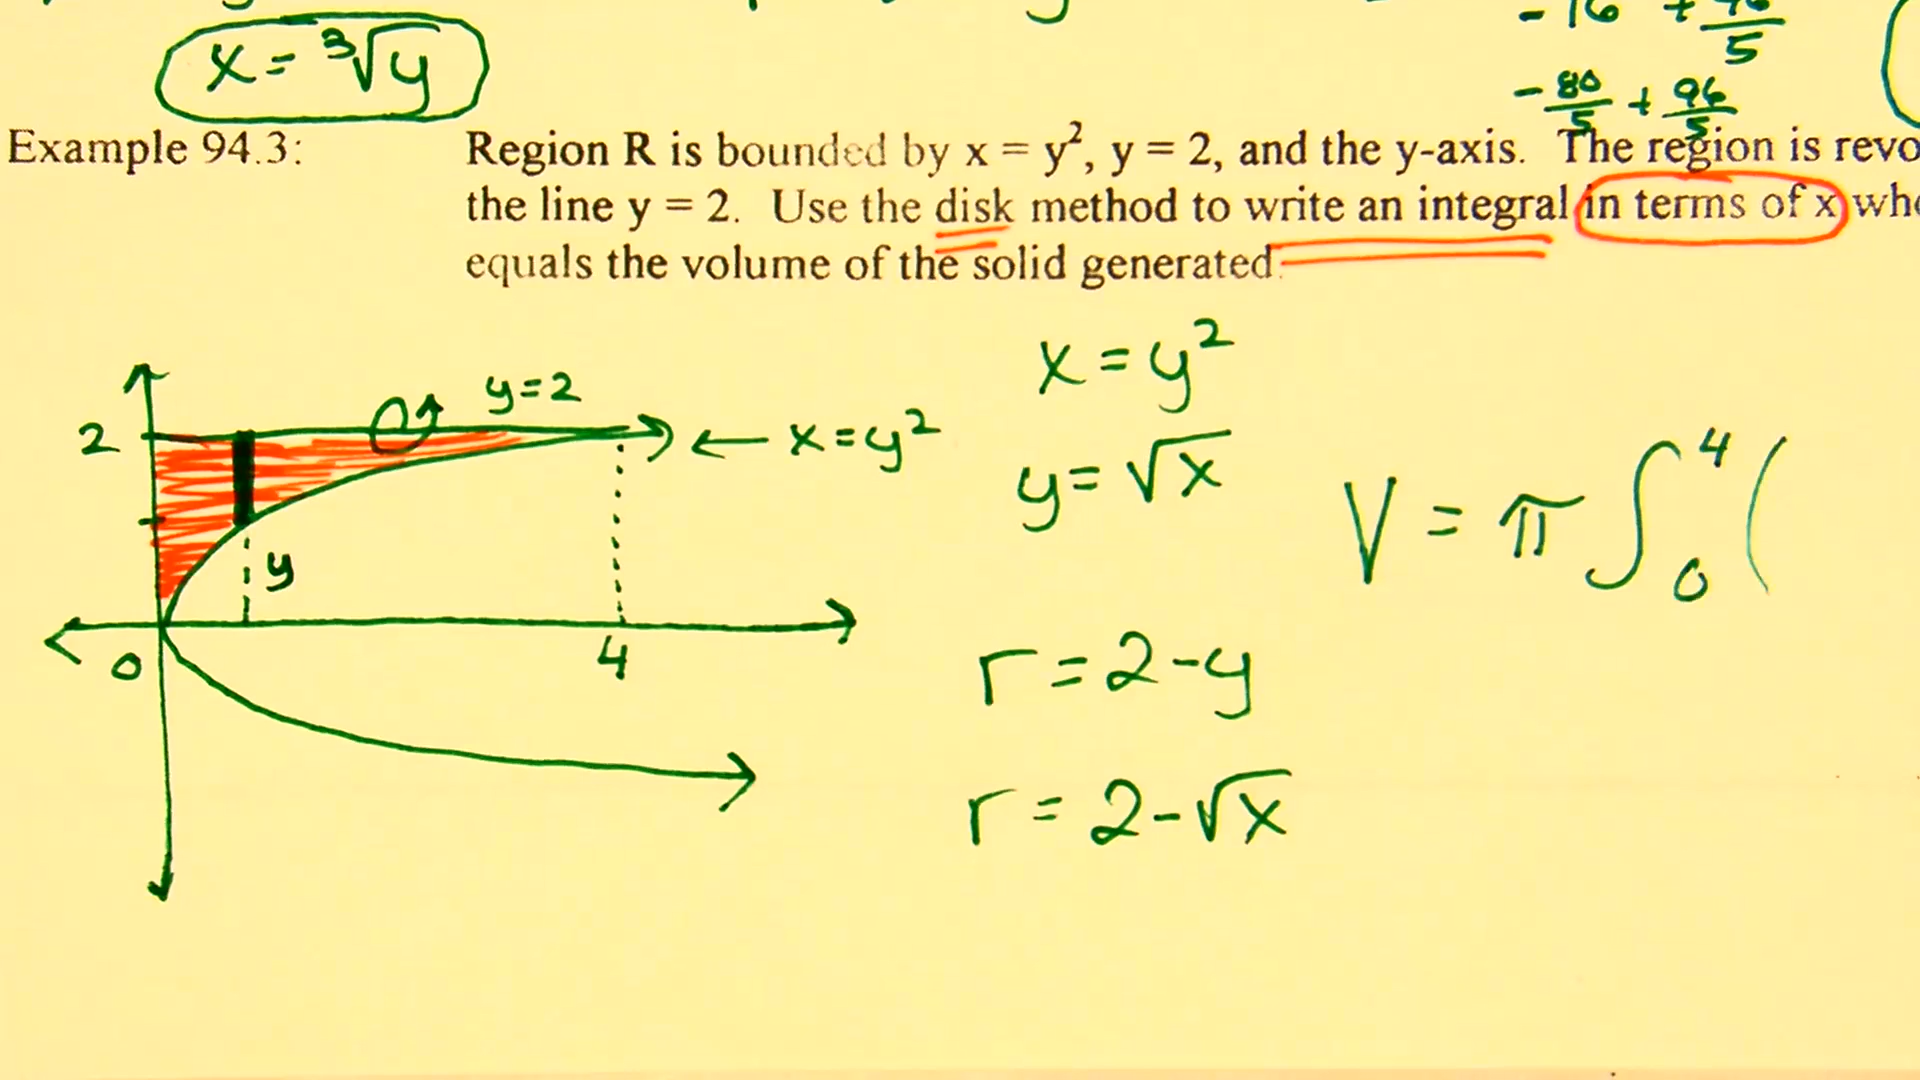 - 16 +
5
x = ∛y
- 80/5 + 96/5
Example 94.3: Region R is bounded by x = y², y = 2, and the y-axis. The region is
the line y = 2. Use the disk method to write an integral in terms of x
equals the volume of the solid generated.
x = y²
y = 2
2
← x = y²
y = √x
V = π ∫₀⁴ (
y
0
4
r = 2 - y
r = 2 - √x